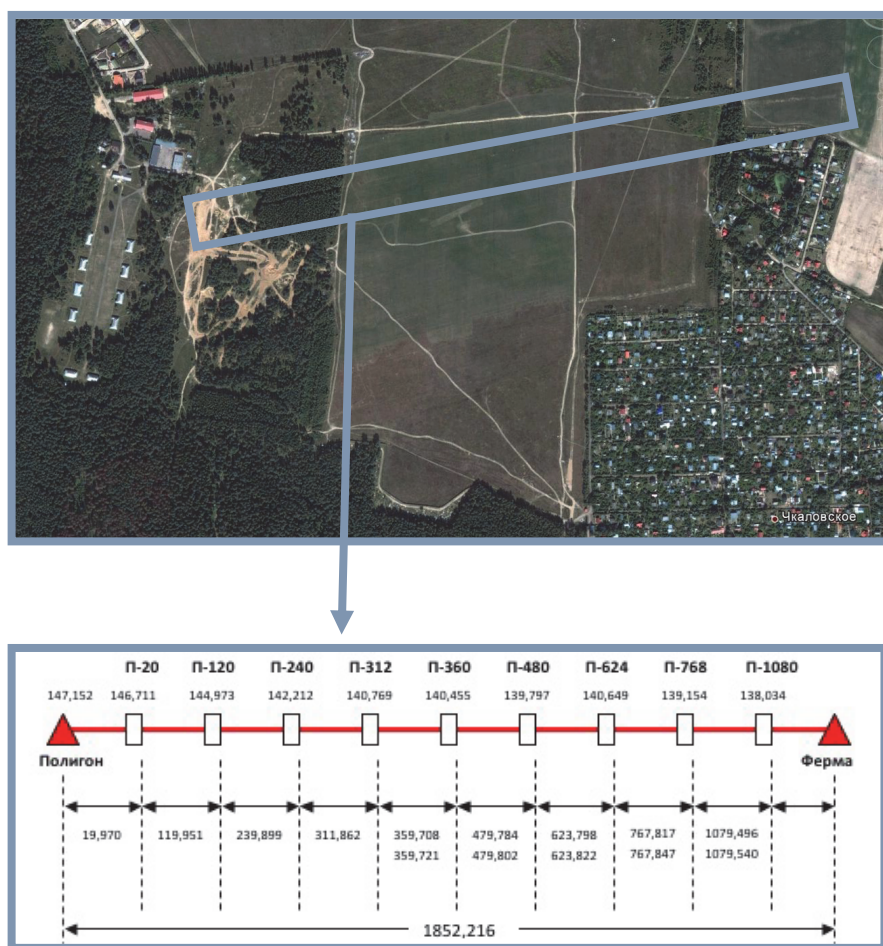 Чкаловское
П-20 П-120 П-240 П-312 П-360 П-480 П-624 П-768 П-1080
147,152 146,711 144,973 142,212 140,769 140,455 139,797 140,649 139,154 138,034
Полигон Ферма
19,970 119,951 239,899 311,862 359,708 479,784 623,798 767,817 1079,496
359,721 479,802 623,822 767,847 1079,540
1852,216